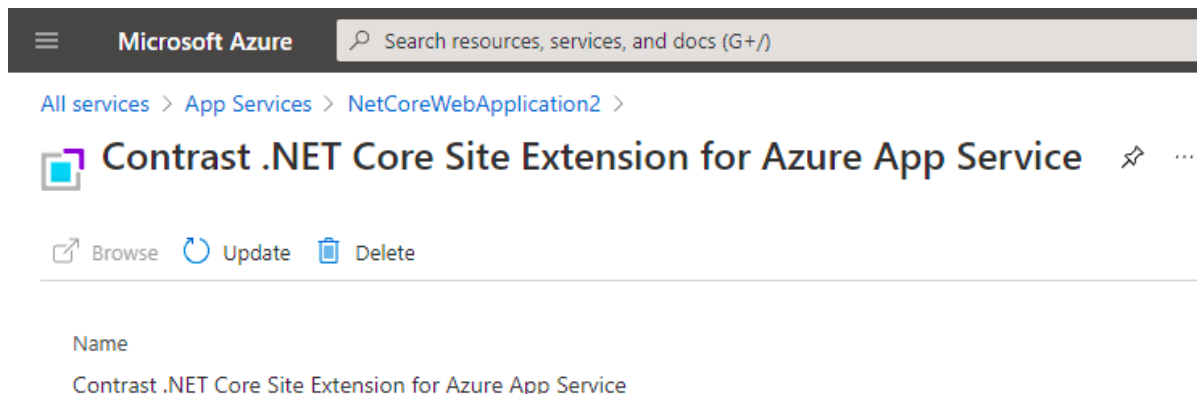 Microsoft Azure Search resources, services, and docs (G+/)
All services > App Services > NetCoreWebApplication2 >
Contrast .NET Core Site Extension for Azure App Service ...
Browse Update Delete
Name
Contrast .NET Core Site Extension for Azure App Service